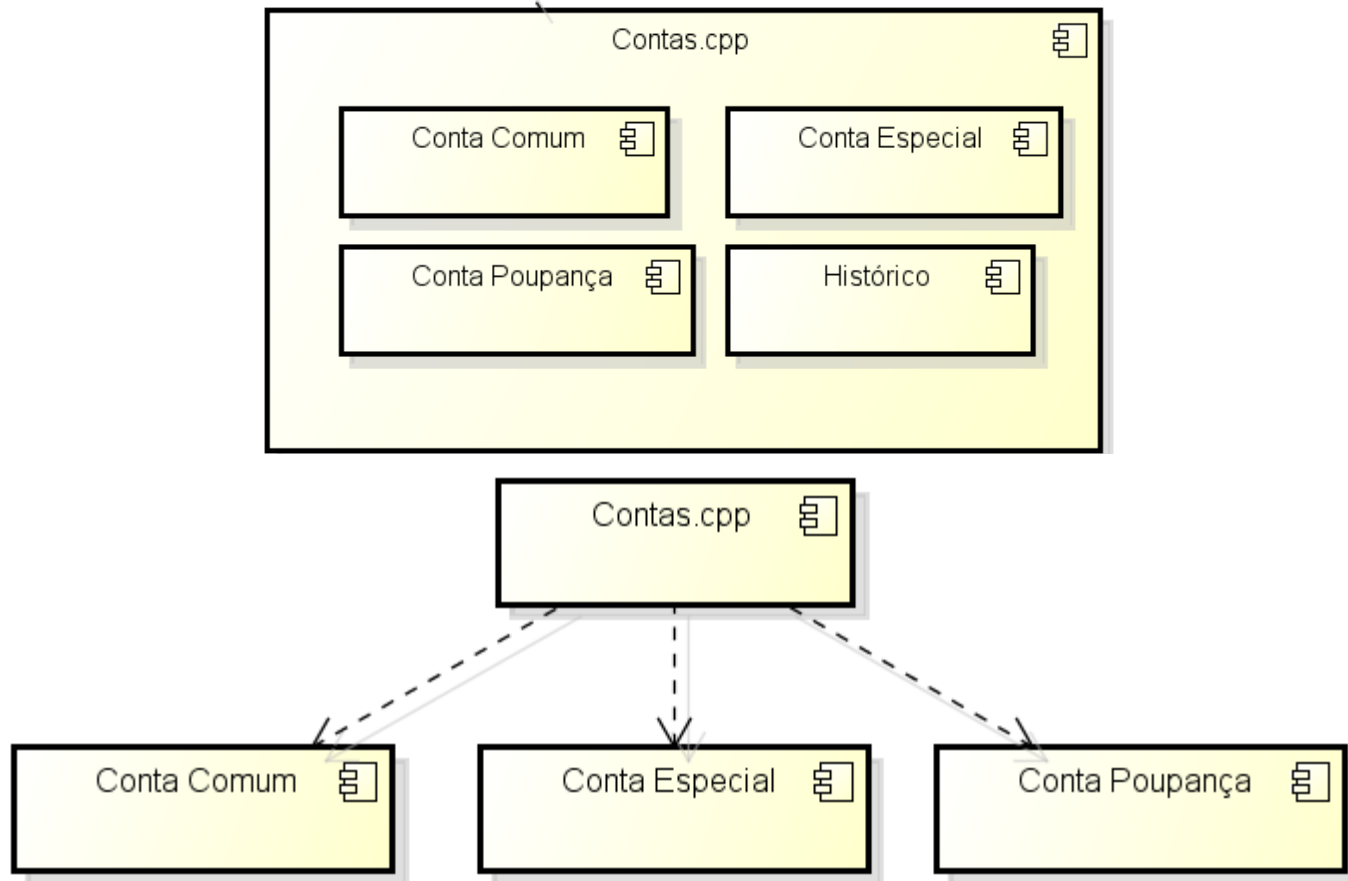 Contas.cpp
Conta Comum
Conta Especial
Conta Poupança
Histórico
Contas.cpp
Conta Comum
Conta Especial
Conta Poupança